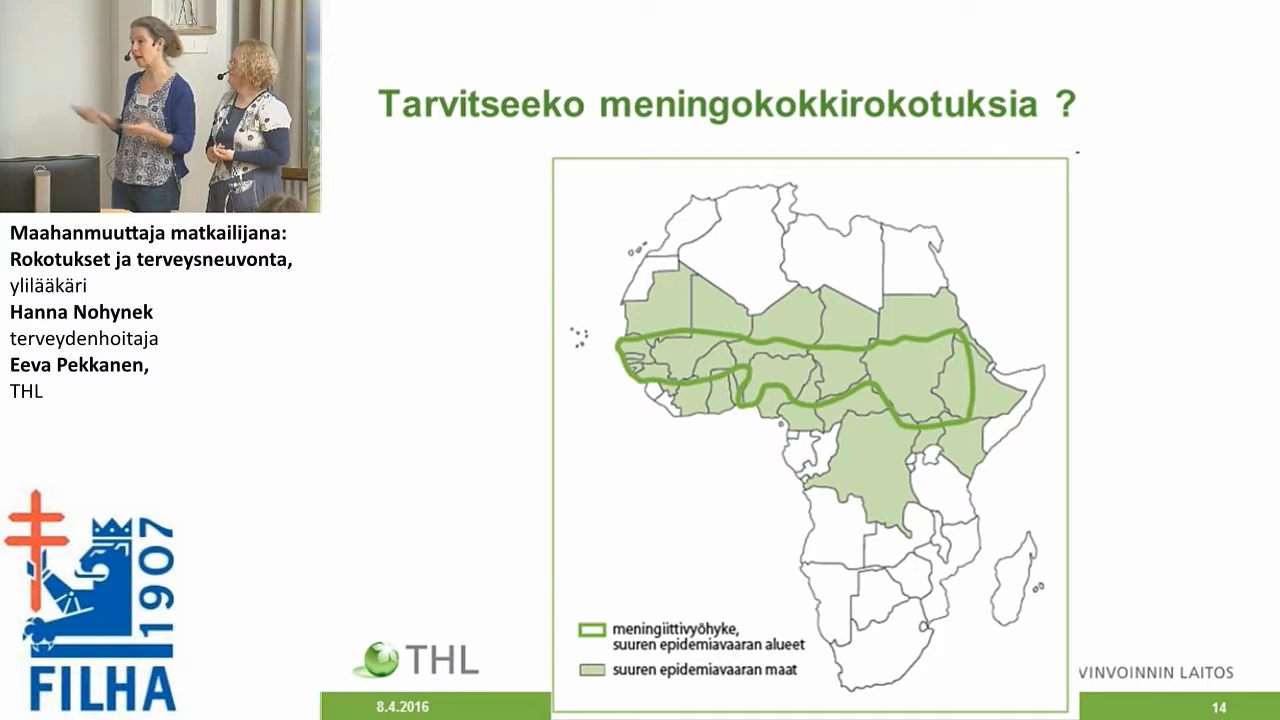 Tarvitseeko meningokokkirokotuksia ?
Maahanmuuttaja matkailijana:
Rokotukset ja terveysneuvonta,
ylilääkäri
Hanna Nohynek
terveydenhoitaja
Eeva Pekkanen,
THL
meningiittivyöhyke,
suuren epidemiavaaran alueet
suuren epidemiavaaran maat
1907
FILHA
THL
VINVOINNIN LAITOS
8.4.2016
14